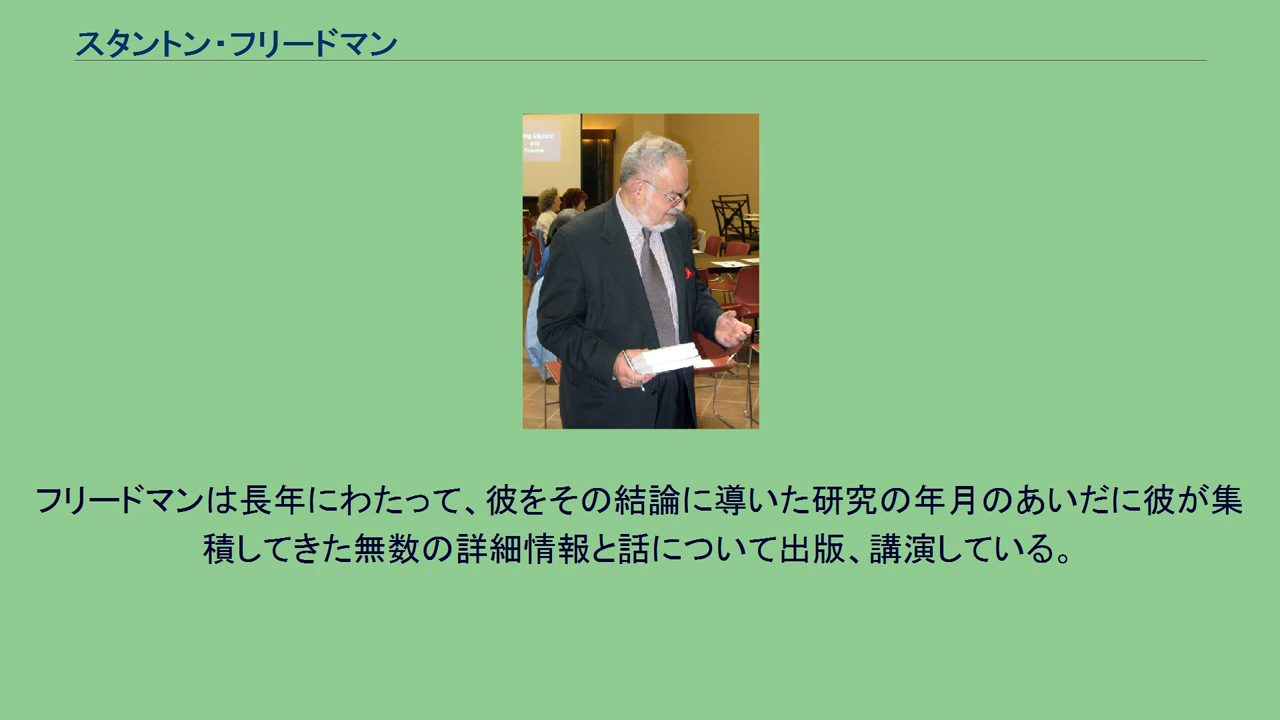 スタントン・フリードマン
and
フリードマンは長年にわたって、彼をその結論に導いた研究の年月のあいだに彼が集
積してきた無数の詳細情報と話について出版、講演している。